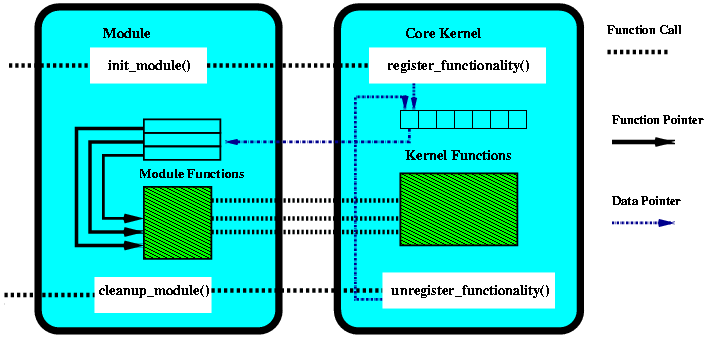 Module
Core Kernel
Function Call
init_module()
register_functionality()
Function Pointer
Kernel Functions
Module Functions
Data Pointer
cleanup_module()
unregister_functionality()